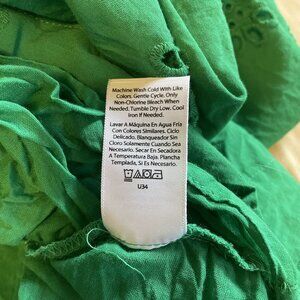 Machine Wash Cold With Like
Colors. Gentle Cycle. Only
Non-Chlorine Bleach When
Needed. Tumble Dry Low. Cool
Iron If Needed.
Lavar A Máquina En Agua Fria
Con Colores Similares. Ciclo
Delicado. Blanqueador Sin
Cloro Solamente Cuando Sea
Necesario. Secar En Secadora
A Temperatura Baja. Plancha
Templada, Si Es Necesario.
U34